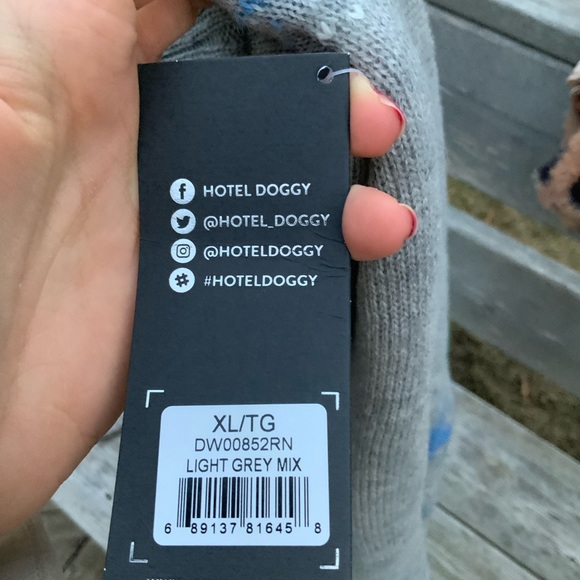 HOTEL DOGGY
@HOTEL_DOGGY
@HOTELDOGGY
#HOTELDOGGY
XL/TG
DW00852RN
LIGHT GREY MIX
6 89137 81645 8